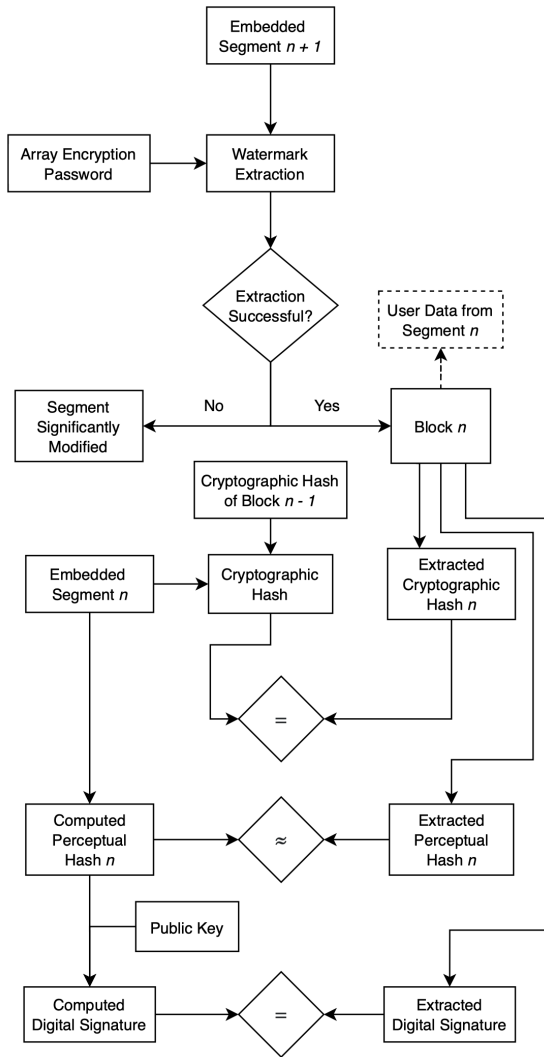 Embedded
Segment n + 1
Array Encryption
Password
Watermark
Extraction
Extraction
Successful?
User Data from
Segment n
No
Yes
Segment
Significantly
Modified
Block n
Cryptographic Hash
of Block n - 1
Embedded
Segment n
Cryptographic
Hash
Extracted
Cryptographic
Hash n
=
Computed
Perceptual
Hash n
≈
Extracted
Perceptual
Hash n
Public Key
Computed
Digital Signature
=
Extracted
Digital Signature